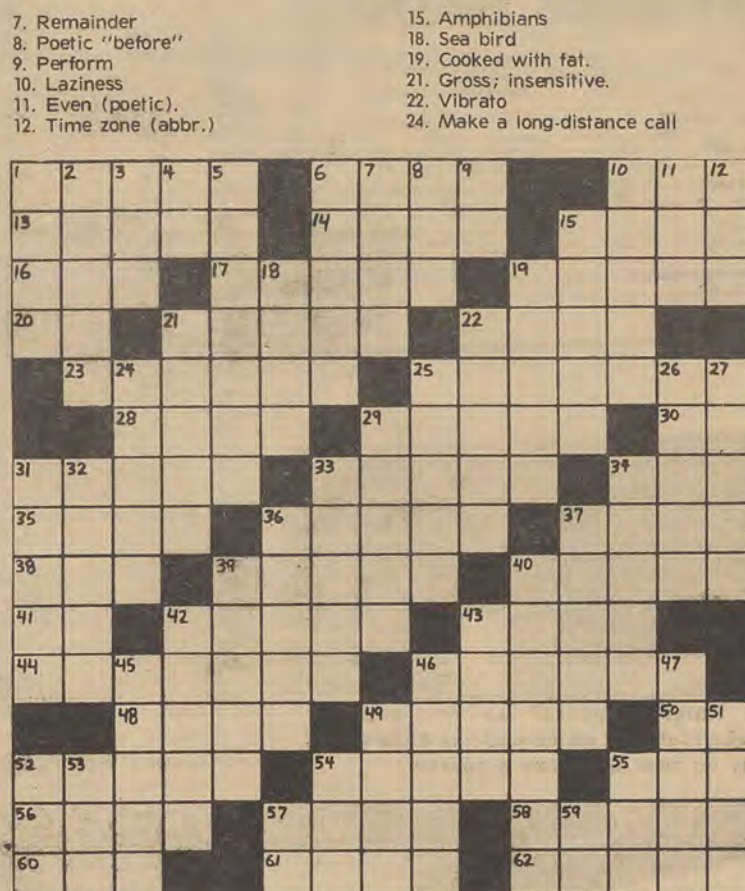 7. Remainder
8. Poetic "before"
9. Perform
10. Laziness
11. Even (poetic).
12. Time zone (abbr.)
15. Amphibians
18. Sea bird
19. Cooked with fat.
21. Gross; insensitive.
22. Vibrato
24. Make a long-distance call
1 2 3 4 5 6 7 8 9 10 11 12
13 14 15
16 17 18 19
20 21 22
23 24 25 26 27
28 29 30
31 32 33 34
35 36 37
38 39 40
41 42 43
44 45 46 47
48 49 50 51
52 53 54 55
56 57 58 59
60 61 62